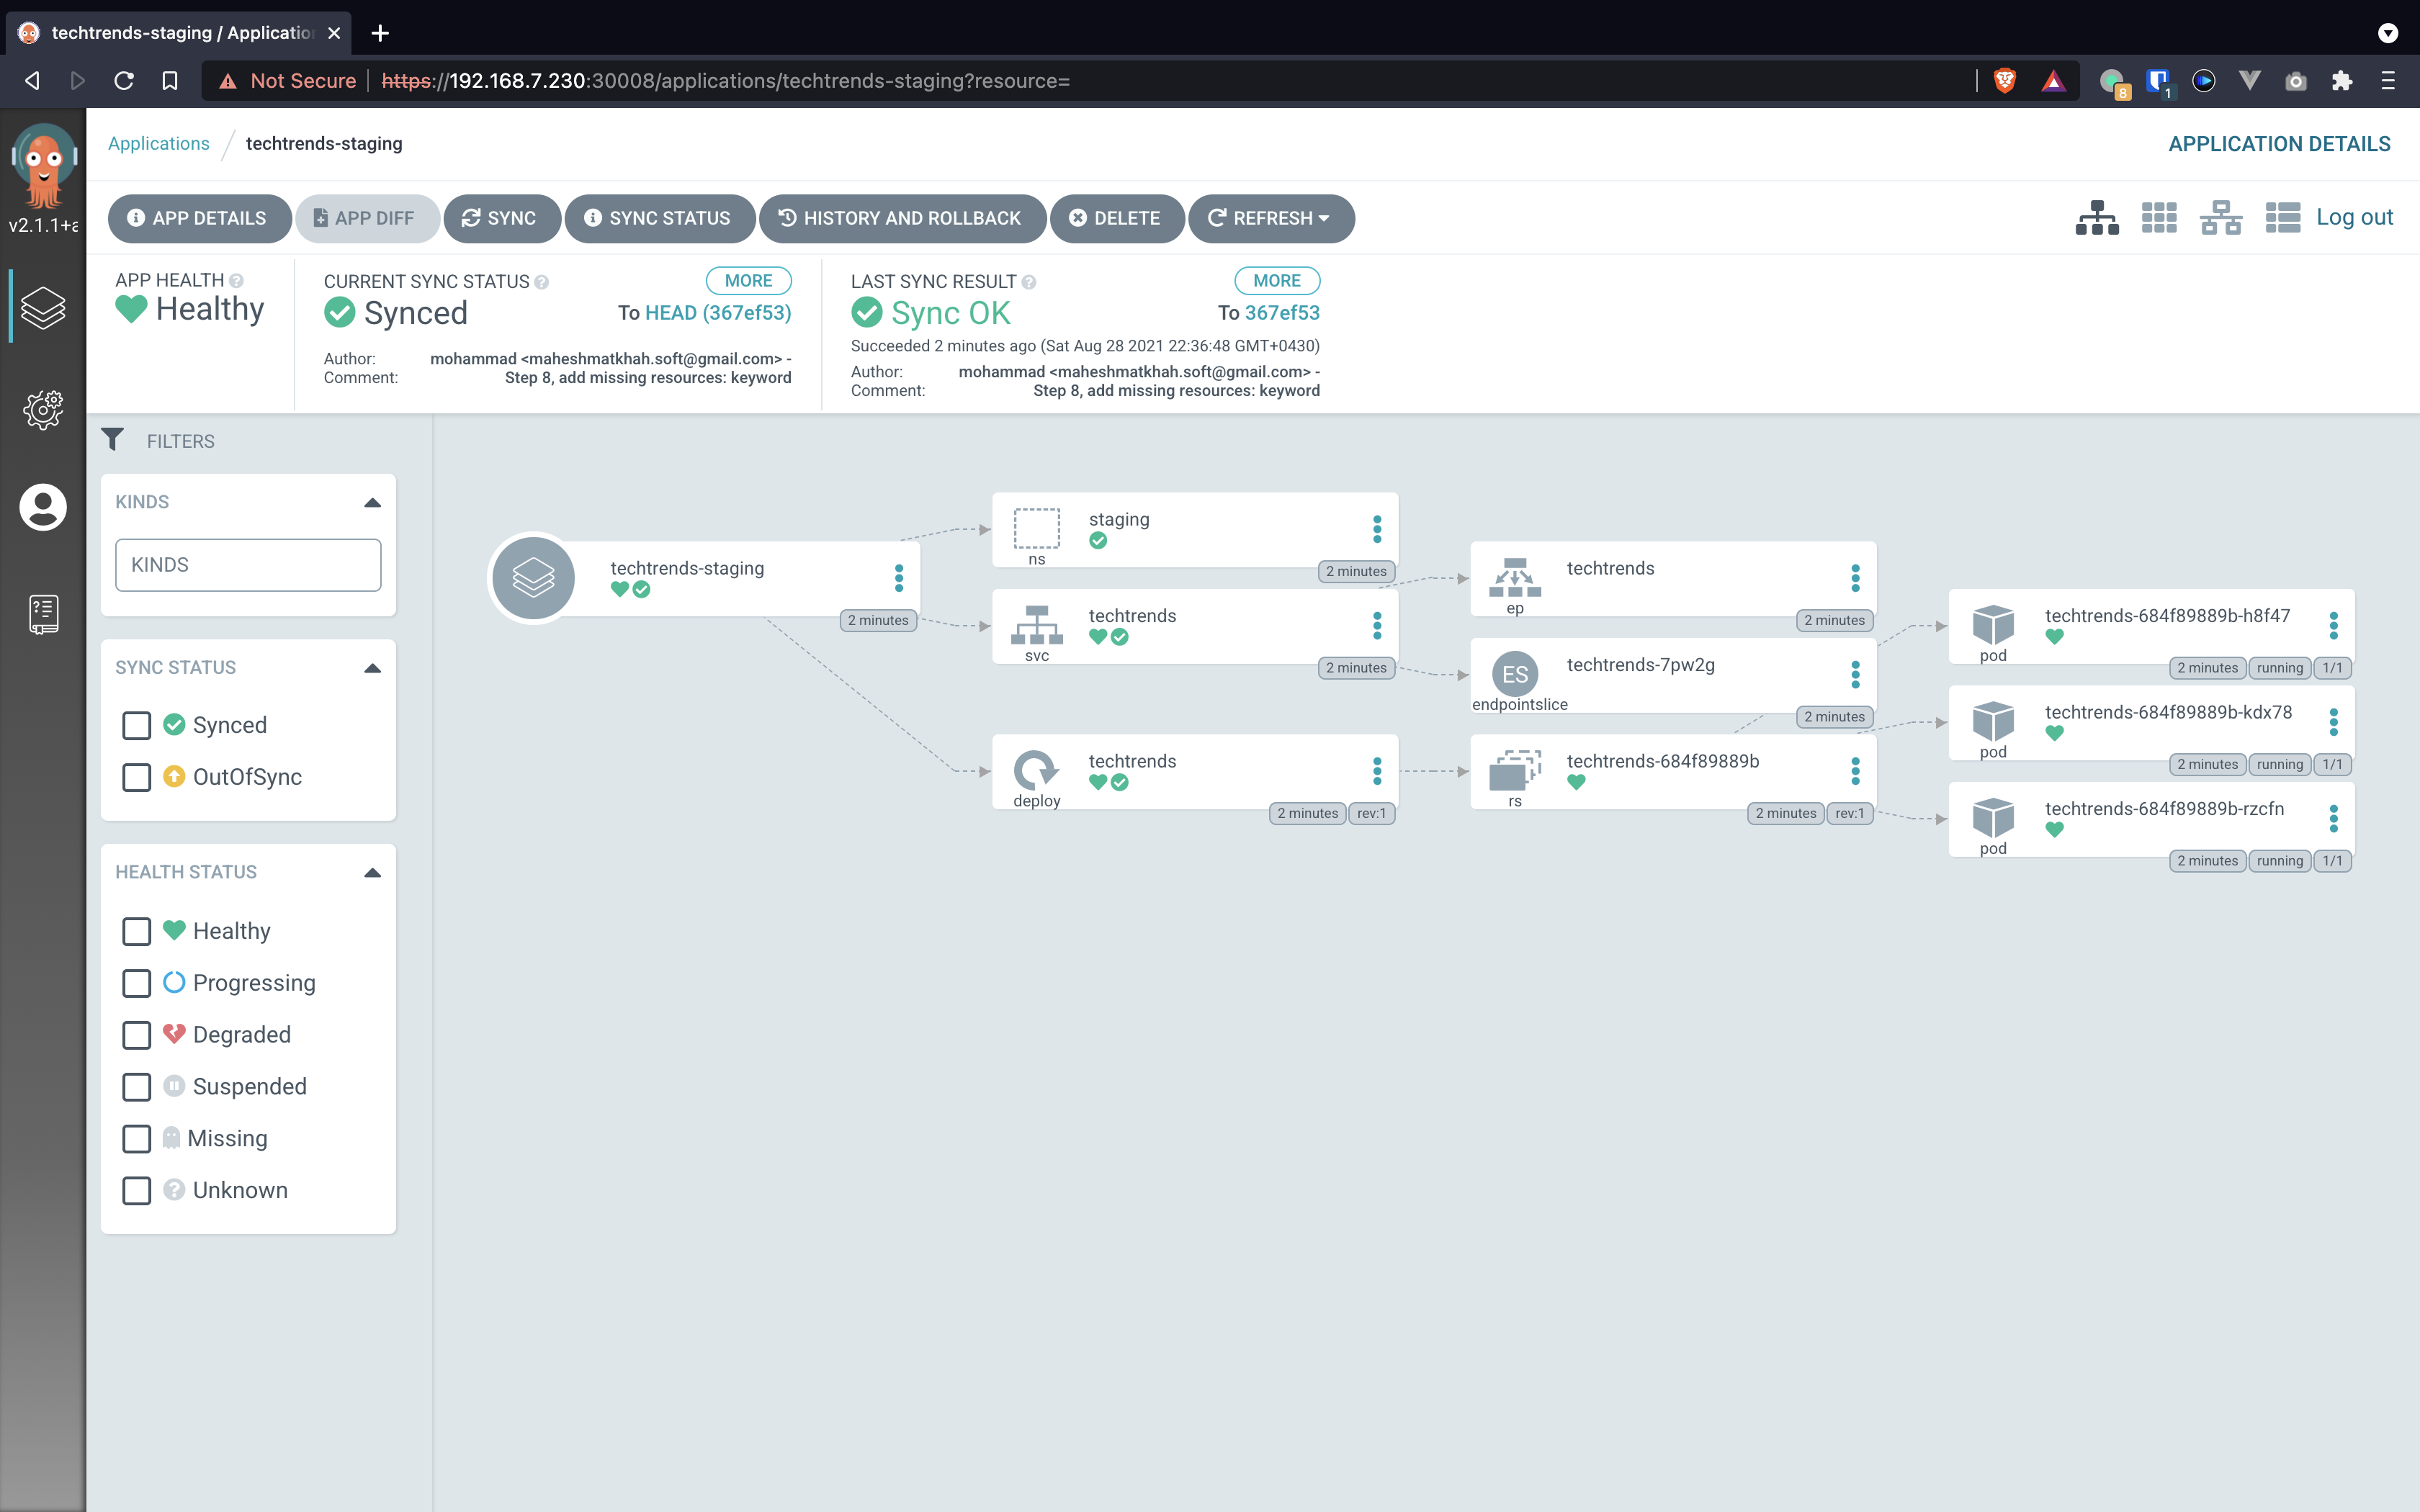 techtrends-staging / Applicatio
Not Secure https://192.168.7.230:30008/applications/techtrends-staging?resource=
8
1
v2.1.1+a
Applications / techtrends-staging
APPLICATION DETAILS
APP DETAILS
APP DIFF
SYNC
SYNC STATUS
HISTORY AND ROLLBACK
DELETE
REFRESH
Log out
APP HEALTH
Healthy
CURRENT SYNC STATUS
MORE
Synced
To HEAD (367ef53)
Author: mohammad <maheshmatkhah.soft@gmail.com> -
Comment: Step 8, add missing resources: keyword
LAST SYNC RESULT
MORE
Sync OK
To 367ef53
Succeeded 2 minutes ago (Sat Aug 28 2021 22:36:48 GMT+0430)
Author: mohammad <maheshmatkhah.soft@gmail.com> -
Comment: Step 8, add missing resources: keyword
FILTERS
KINDS
KINDS
SYNC STATUS
Synced
OutOfSync
HEALTH STATUS
Healthy
Progressing
Degraded
Suspended
Missing
Unknown
techtrends-staging
2 minutes
staging
ns
2 minutes
techtrends
svc
2 minutes
techtrends
deploy
2 minutes rev:1
techtrends
ep
2 minutes
ES
techtrends-7pw2g
endpointslice
2 minutes
techtrends-684f89889b
rs
2 minutes rev:1
techtrends-684f89889b-h8f47
pod
2 minutes running 1/1
techtrends-684f89889b-kdx78
pod
2 minutes running 1/1
techtrends-684f89889b-rzcfn
pod
2 minutes running 1/1